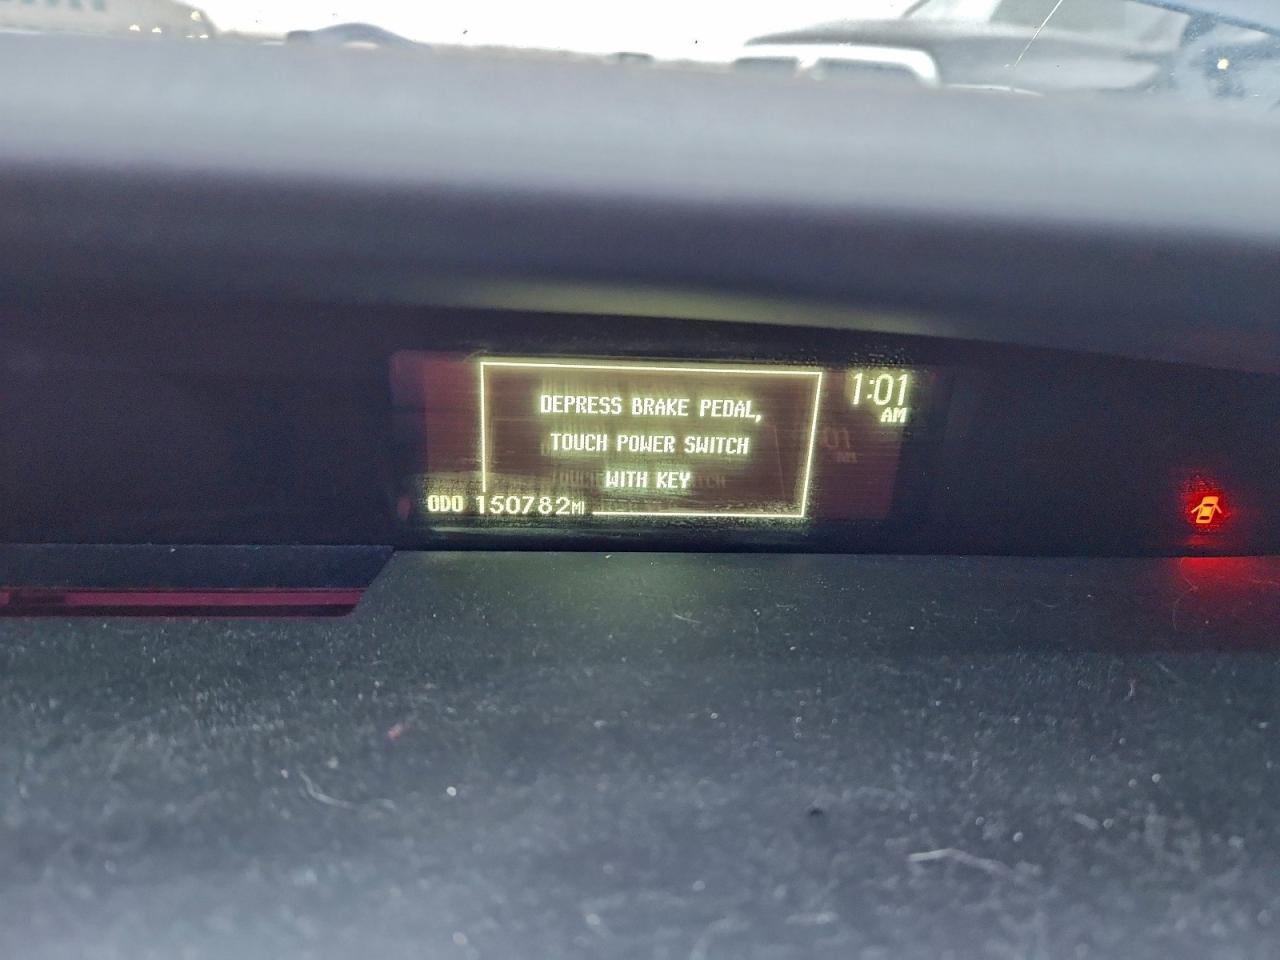 DEPRESS BRAKE PEDAL,
TOUCH POWER SWITCH
WITH KEY
1:01
AM
ODO 150782MI